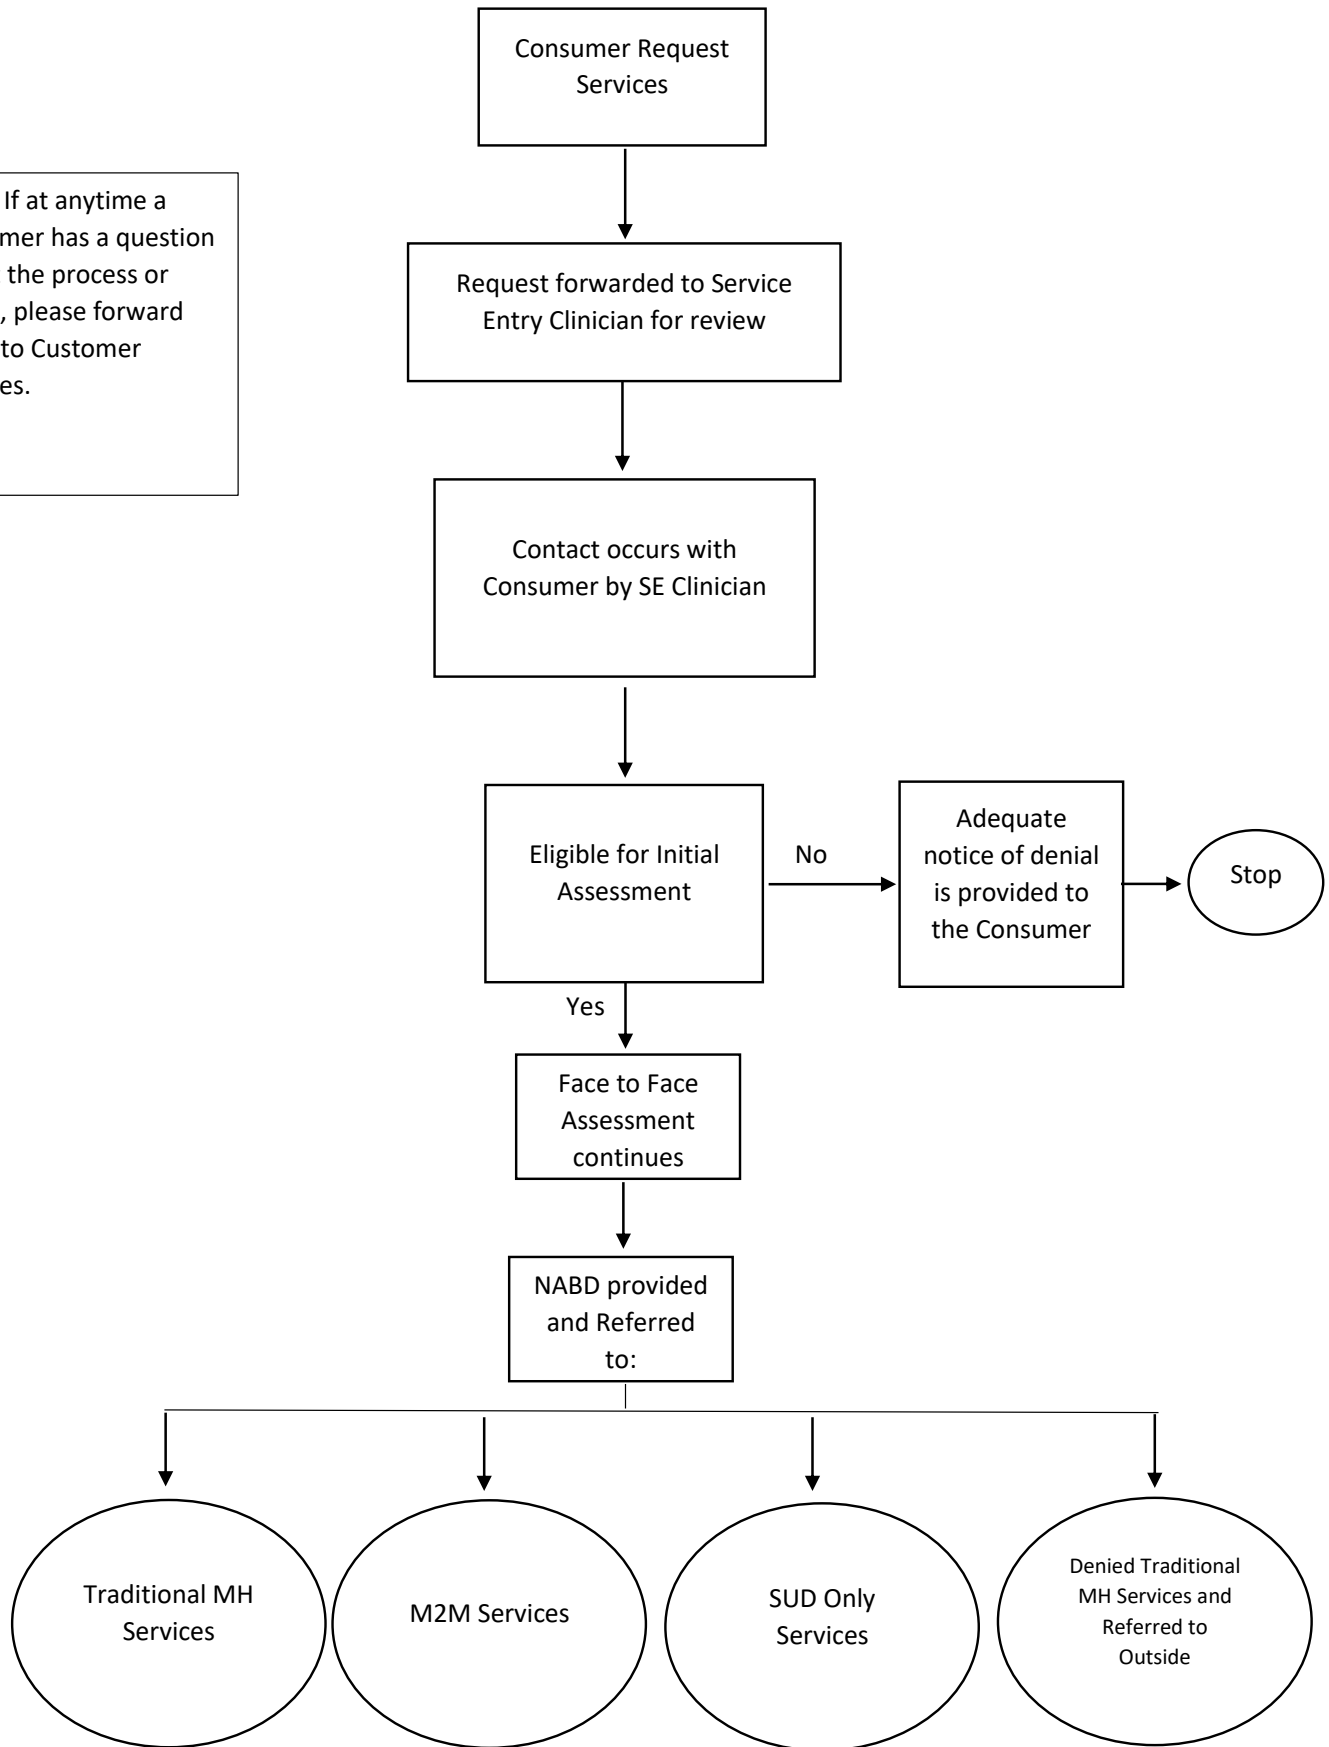 Consumer Request
Services
If at anytime a
mer has a question
the process or
, please forward
to Customer
es.
Request forwarded to Service
Entry Clinician for review
Contact occurs with
Consumer by SE Clinician
Eligible for Initial
Assessment
No
Adequate
notice of denial
is provided to
the Consumer
Stop
Yes
Face to Face
Assessment
continues
NABD provided
and Referred
to:
Traditional MH
Services
M2M Services
SUD Only
Services
Denied Traditional
MH Services and
Referred to
Outside